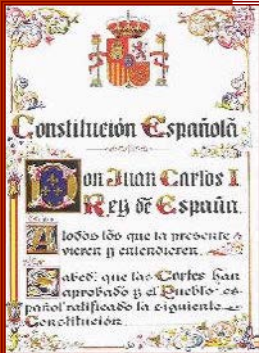 Constitución Española
Don Juan Carlos I
Rey de España.
A todos los que la presente
vieren y entendieren.
Sabed: que las Cortes han
aprobado y el Pueblo es-
pañol ratificado la siguiente
Constitución